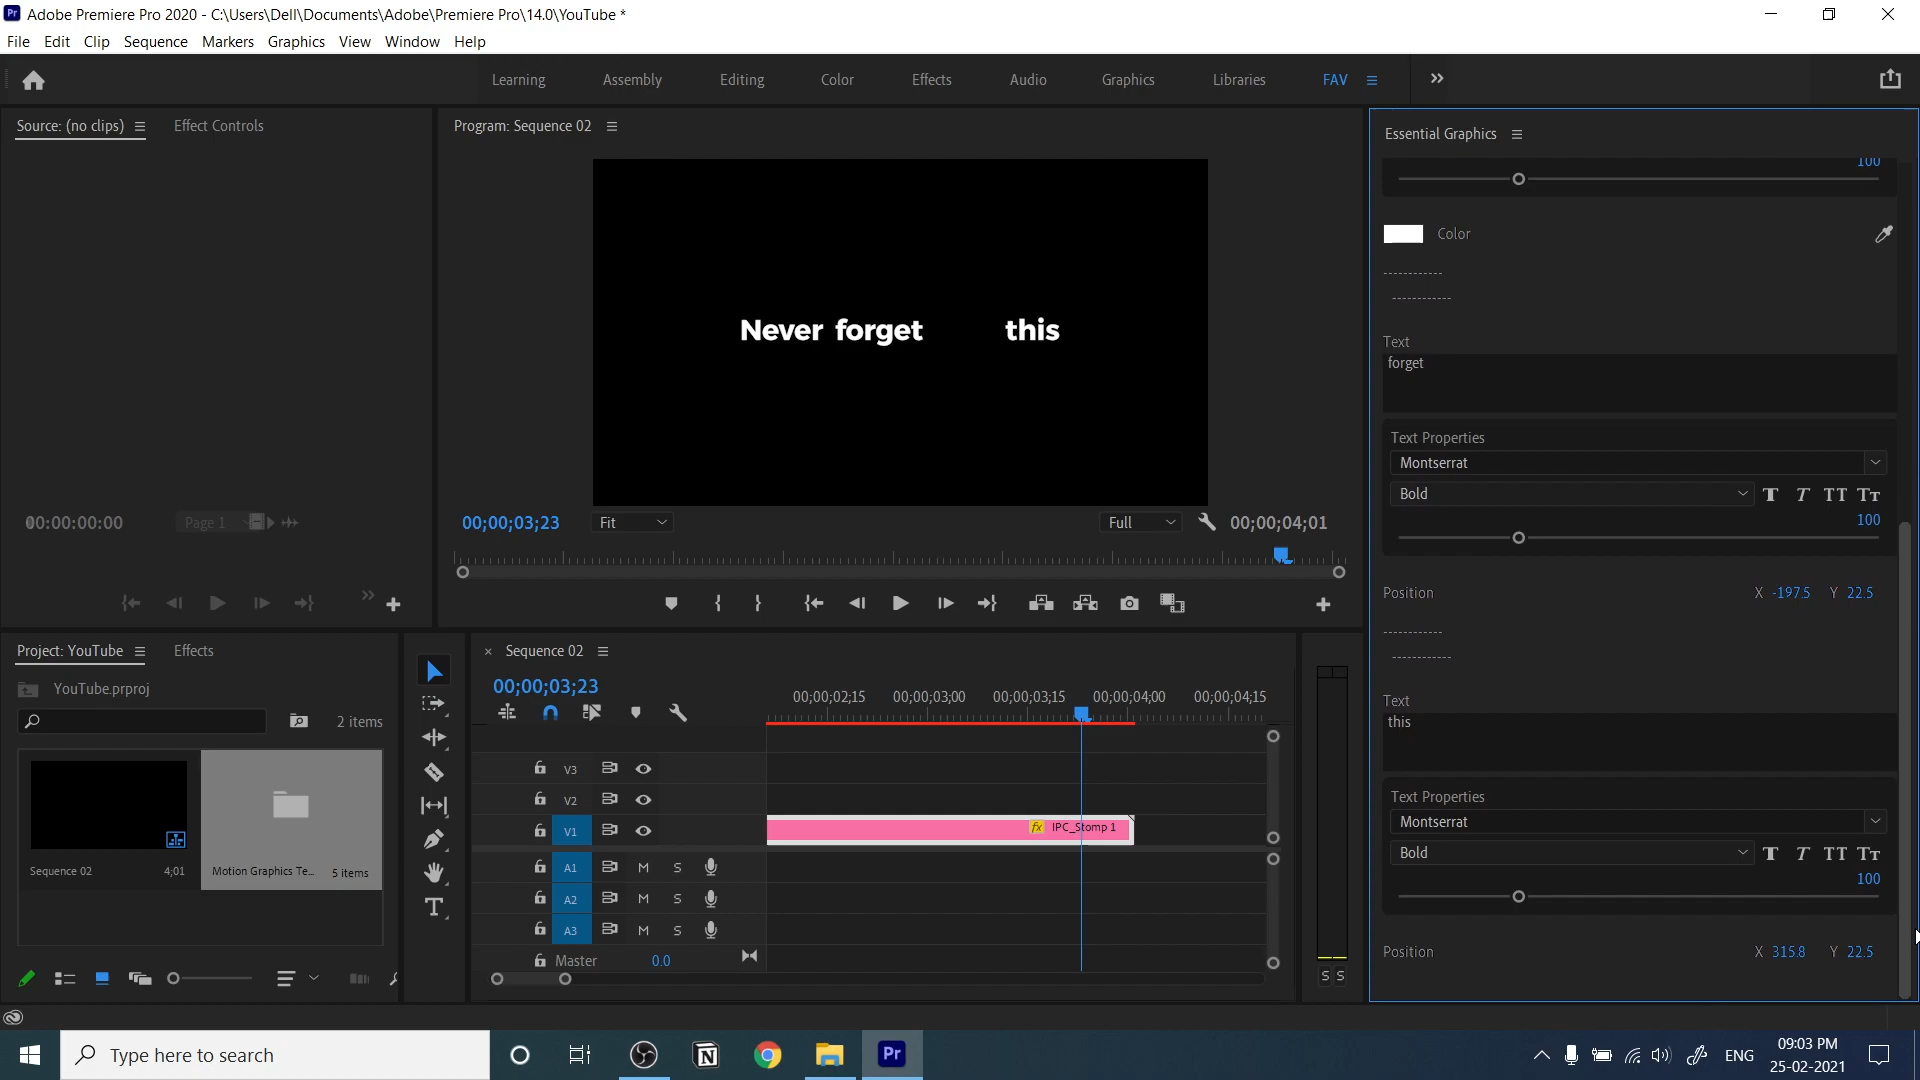 Pr Adobe Premiere Pro 2020 - C:\Users\Dell\Documents\Adobe\Premiere Pro\14.0\YouTube *
File Edit Clip Sequence Markers Graphics View Window Help
Learning Assembly Editing Color Effects Audio Graphics Libraries FAV
Source: (no clips) Effect Controls
Program: Sequence 02
Essential Graphics
100
Color
------------
------------
Never forget this
Text
forget
Text Properties
Montserrat
Bold T T TT Tт
100
00:00:00:00 Page 1
00;00;03;23 Fit Full 00;00;04;01
Position X -197.5 Y 22.5
------------
------------
Project: YouTube Effects
YouTube.prproj
2 items
Sequence 02 4;01
Motion Graphics Te... 5 items
× Sequence 02
00;00;03;23
00;00;02;15 00;00;03;00 00;00;03;15 00;00;04;00 00;00;04;15
V3
V2
V1 fx IPC_Stomp 1
A1 M S
A2 M S
A3 M S
Master 0.0
S S
Text
this
Text Properties
Montserrat
Bold T T TT Tт
100
Position X 315.8 Y 22.5
Type here to search
N
Pr
ENG
09:03 PM
25-02-2021